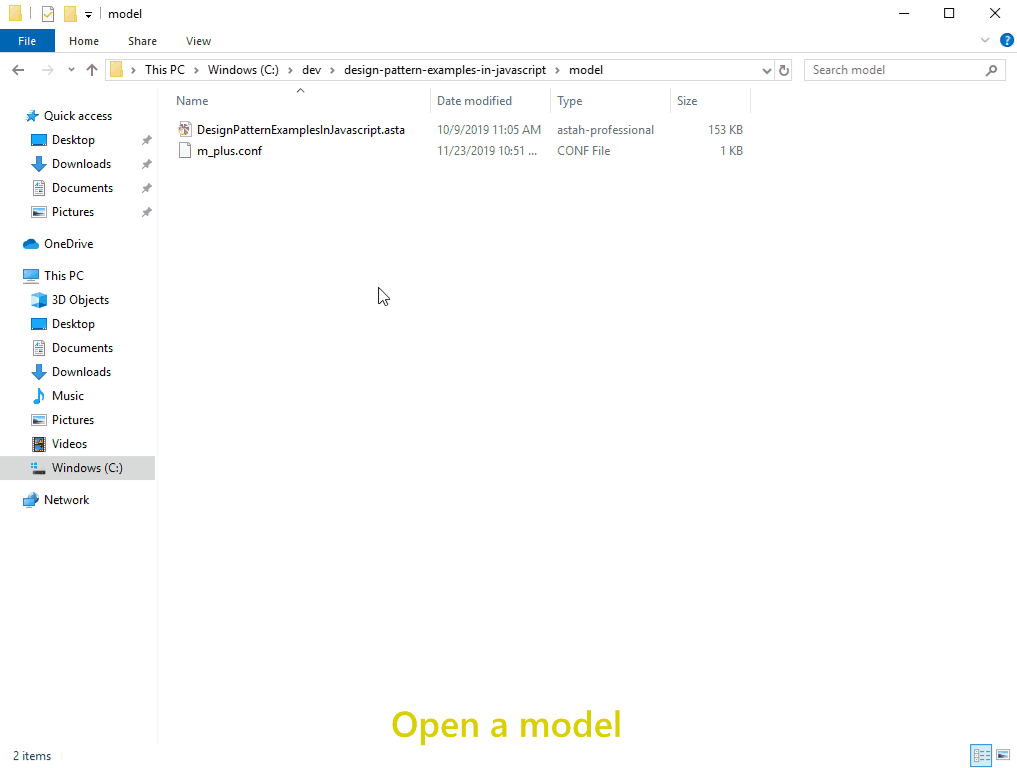 model
File Home Share View
This PC Windows (C:) dev design-pattern-examples-in-javascript model Search model
Name Date modified Type Size
DesignPatternExamplesInJavascript.asta 10/9/2019 11:05 AM astah-professional 153 KB
m_plus.conf 11/23/2019 10:51 ... CONF File 1 KB
Quick access
Desktop
Downloads
Documents
Pictures
OneDrive
This PC
3D Objects
Desktop
Documents
Downloads
Music
Pictures
Videos
Windows (C:)
Network
Open a model
2 items